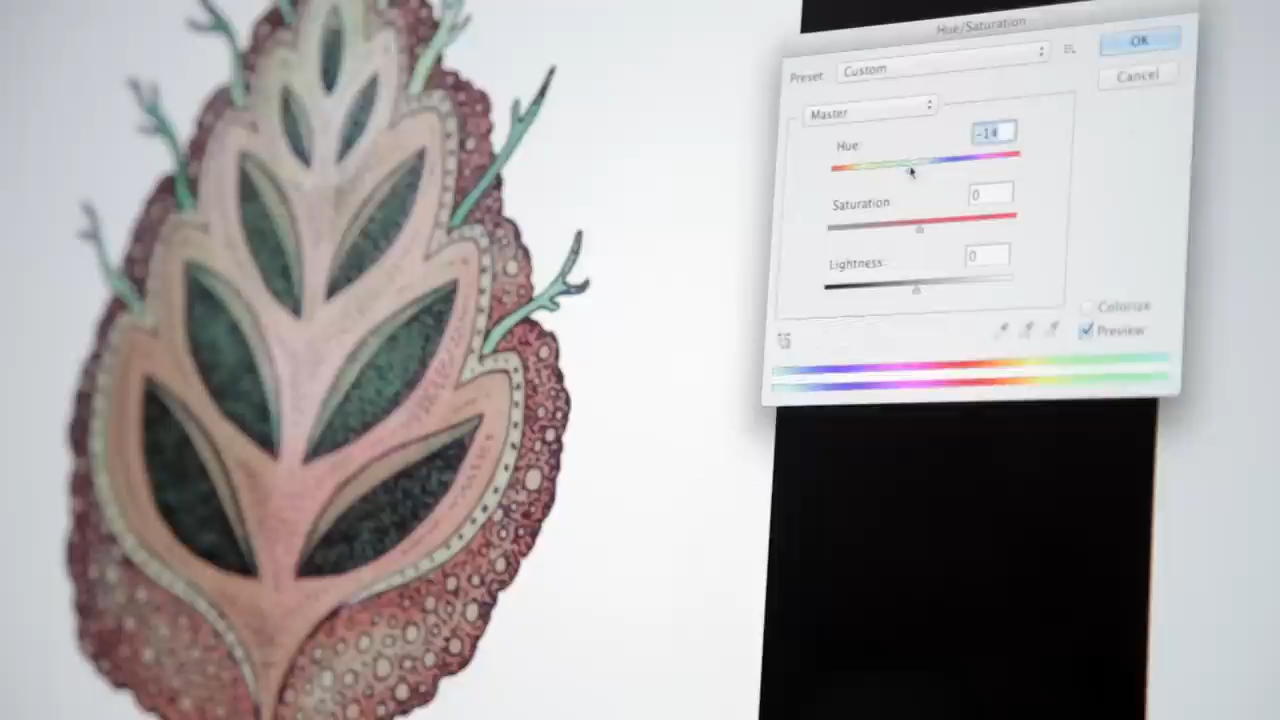 Hue/Saturation
Preset: Custom
OK
Cancel
Master
Hue: -14
Saturation: 0
Lightness: 0
Colorize
Preview